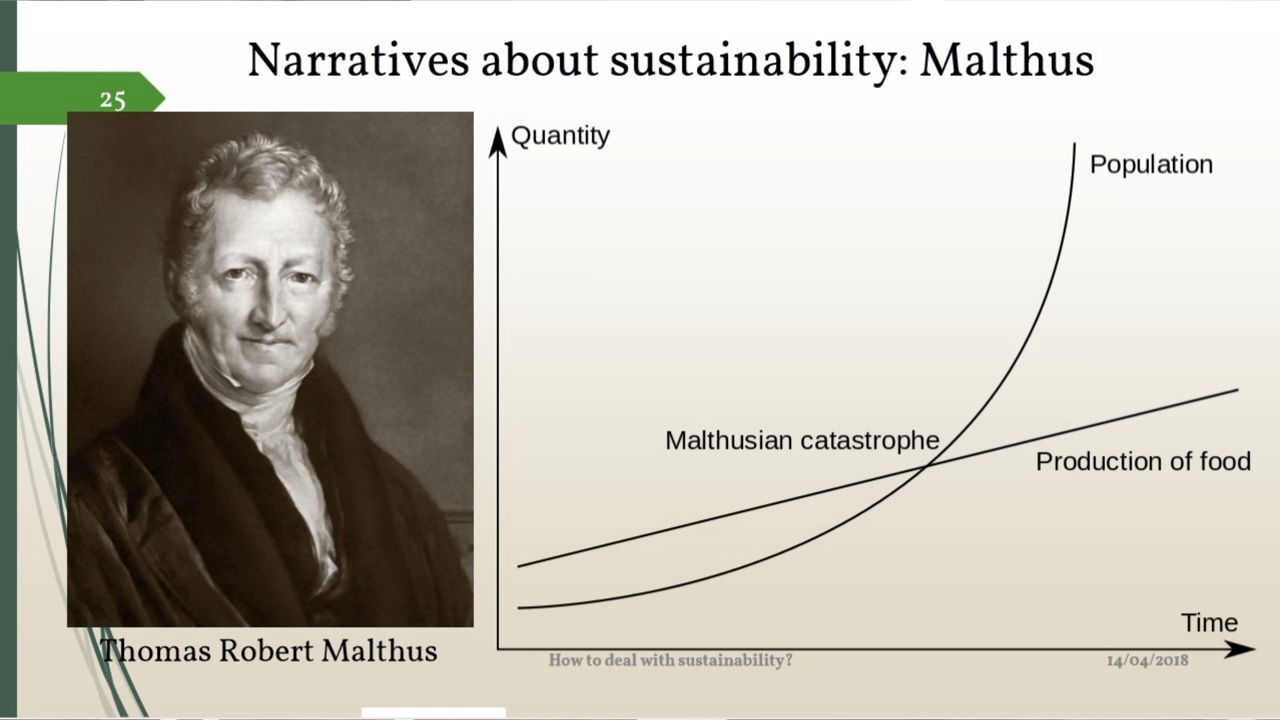 Narratives about sustainability: Malthus
25
Quantity
Population
Malthusian catastrophe
Production of food
Time
Thomas Robert Malthus
How to deal with sustainability?
14/04/2018